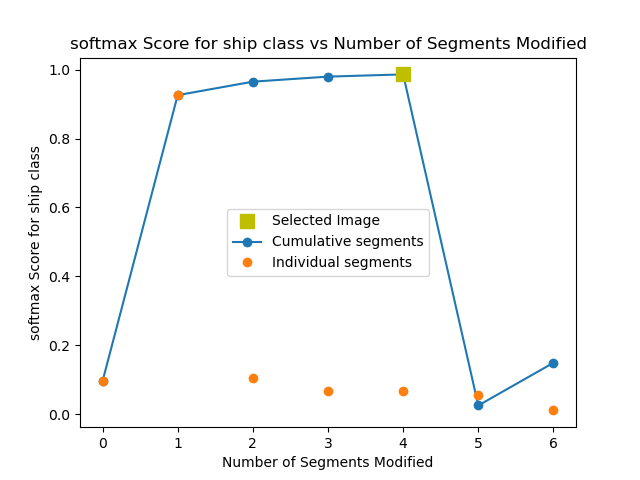 softmax Score for ship class vs Number of Segments Modified
softmax Score for ship class
1.0
0.8
0.6
0.4
0.2
0.0
Selected Image
Cumulative segments
Individual segments
0 1 2 3 4 5 6
Number of Segments Modified